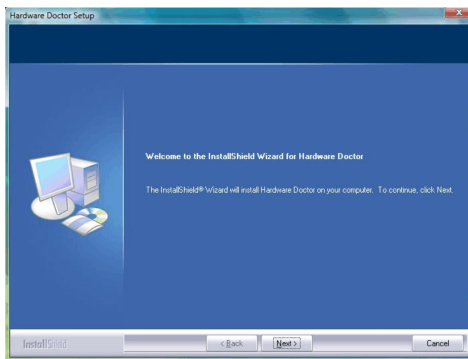 Hardware Doctor Setup
Welcome to the InstallShield Wizard for Hardware Doctor
The InstallShield® Wizard will install Hardware Doctor on your computer. To continue, click Next.
InstallShield
< Back
Next >
Cancel